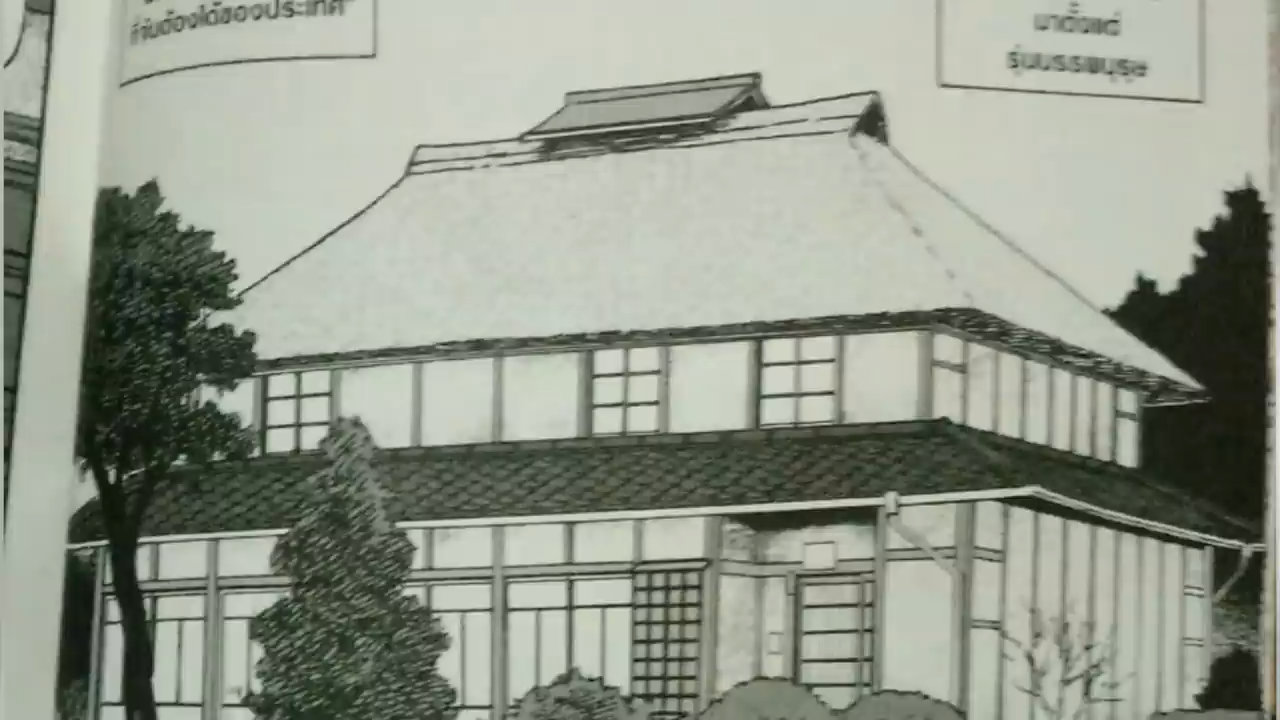 ที่จับต้องได้ของประเทศ
มาตั้งแต่
รุ่นบรรพบุรุษ